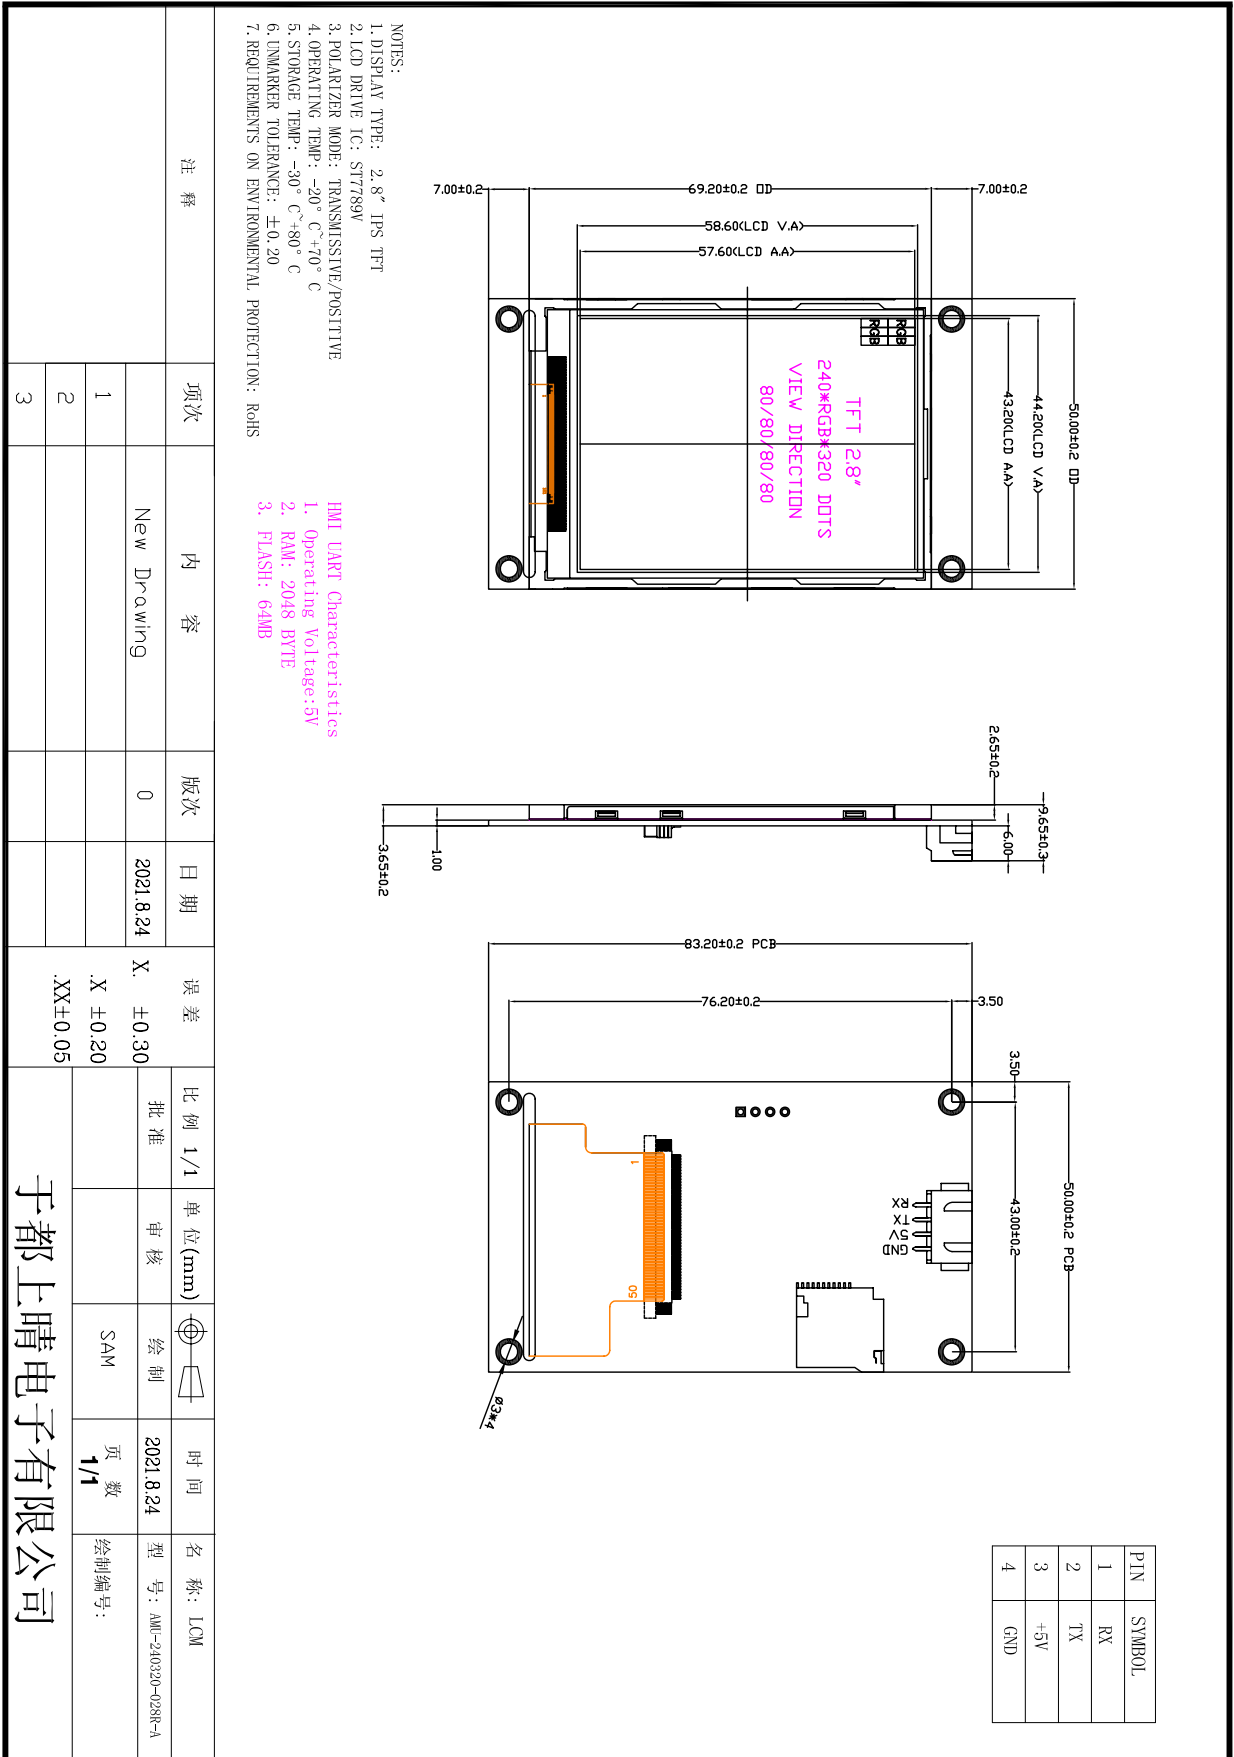 7.00±0.2
69.20±0.2 OD
7.00±0.2
58.60(LCD V.A)
57.60(LCD A.A)
50.00±0.2 OD
44.20(LCD V.A)
43.20(LCD A.A)
RGB
RGB
TFT 2.8"
240*RGB*320 DOTS
VIEW DIRECTION
80/80/80/80
1
2.65±0.2
9.65±0.3
6.00
1.00
3.65±0.2
83.20±0.2 PCB
76.20±0.2
3.50
3.50
43.00±0.2
50.00±0.2 PCB
RX
TX
5V
GND
1
50
ø3*4
PIN SYMBOL
1 RX
2 TX
3 +5V
4 GND
NOTES:
1. DISPLAY TYPE: 2.8" IPS TFT
2. LCD DRIVE IC: ST7789V
3. POLARIZER MODE: TRANSMISSIVE/POSITIVE
4. OPERATING TEMP: -20° C~+70° C
5. STORAGE TEMP: -30° C~+80° C
6. UNMARKER TOLERANCE: ±0.20
7. REQUIREMENTS ON ENVIRONMENTAL PROTECTION: RoHS
HMI UART Characteristics
1. Operating Voltage:5V
2. RAM: 2048 BYTE
3. FLASH: 64MB
注 释
项次 内 容 版次 日 期
New Drawing 0 2021.8.24
1
2
3
误 差
X. ±0.30
.X ±0.20
.XX±0.05
比 例 1/1 单 位(mm) 时 间 名 称: LCM
批 准 审 核 绘 制 2021.8.24 型 号: AMU-240320-028R-A
SAM 页 数 1/1 绘制编号:
于都上晴电子有限公司